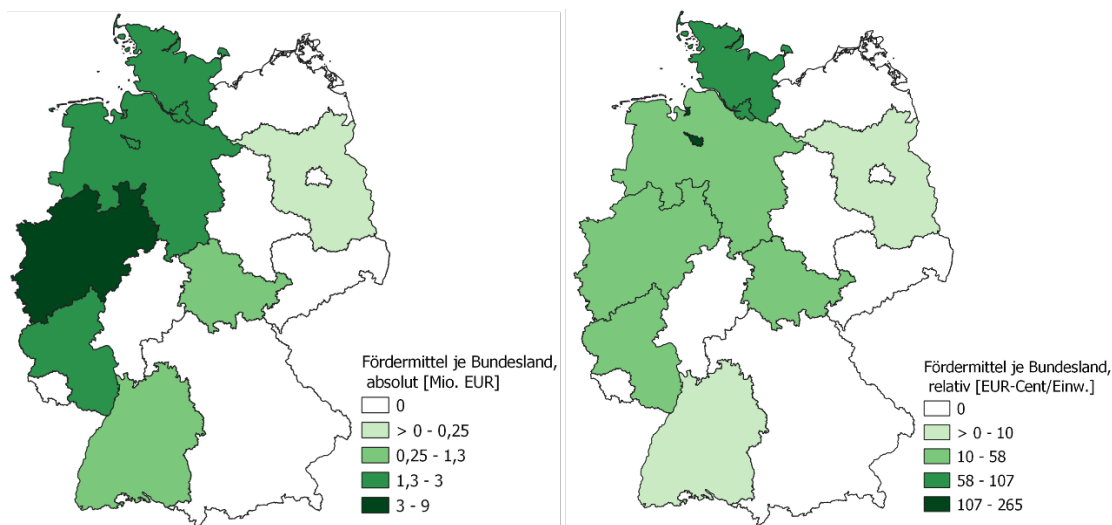 Fördermittel je Bundesland,
absolut [Mio. EUR]
0
> 0 - 0,25
0,25 - 1,3
1,3 - 3
3 - 9
Fördermittel je Bundesland,
relativ [EUR-Cent/Einw.]
0
> 0 - 10
10 - 58
58 - 107
107 - 265